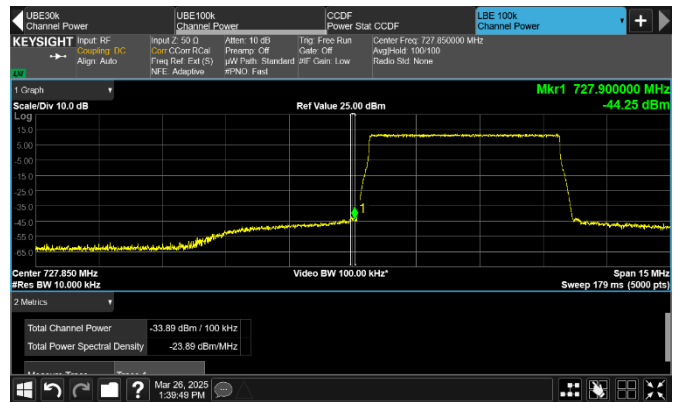 UBE30k
Channel Power
UBE100k
Channel Power
CCDF
Power Stat CCDF
LBE 100k
Channel Power
KEYSIGHT
Input: RF
Coupling: DC
Align: Auto
Input Z: 50 Ω
Corr CCorr RCal
Freq Ref: Ext (S)
NFE: Adaptive
Atten: 10 dB
Preamp: Off
µW Path: Standard
#PNO: Fast
Trig: Free Run
Gate: Off
#IF Gain: Low
Center Freq: 727.850000 MHz
Avg|Hold: 100/100
Radio Std: None
LXI
1 Graph
Mkr1 727.900000 MHz
-44.25 dBm
Scale/Div 10.0 dB
Ref Value 25.00 dBm
Log
15.0
5.00
-5.00
-15.0
-25.0
-35.0
-45.0
-55.0
-65.0
1
Center 727.850 MHz
Video BW 100.00 kHz*
Span 15 MHz
#Res BW 10.000 kHz
Sweep 179 ms (5000 pts)
2 Metrics
Total Channel Power
-33.89 dBm / 100 kHz
Total Power Spectral Density
-23.89 dBm/MHz
Measure Trace
Trace 1
?
Mar 26, 2025
1:39:49 PM